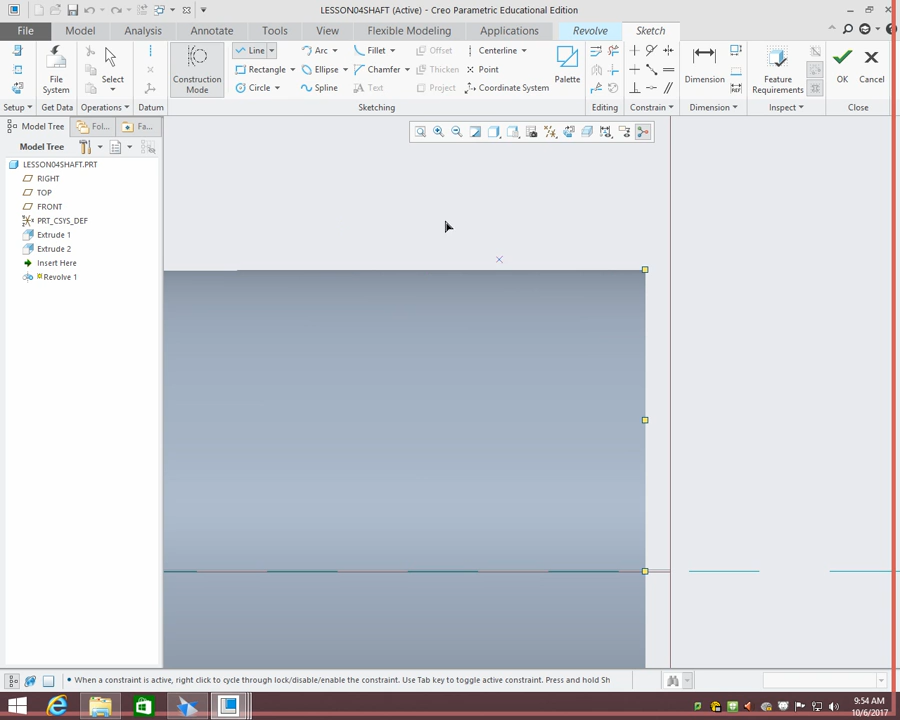 LESSON04SHAFT (Active) - Creo Parametric Educational Edition
File Model Analysis Annotate Tools View Flexible Modeling Applications Revolve Sketch
Line Arc Fillet Offset Centerline
Rectangle Ellipse Chamfer Thicken Point
Circle Spline Text Project Coordinate System
File System
Select
Construction Mode
Palette
Dimension
Feature Requirements
OK Cancel
Setup Get Data Operations Datum Sketching Editing Constrain Dimension Inspect Close
Model Tree Fol... Fa...
Model Tree
LESSON04SHAFT.PRT
RIGHT
TOP
FRONT
PRT_CSYS_DEF
Extrude 1
Extrude 2
Insert Here
Revolve 1
When a constraint is active, right click to cycle through lock/disable/enable the constraint. Use Tab key to toggle active constraint. Press and hold Sh
9:54 AM
10/6/2017